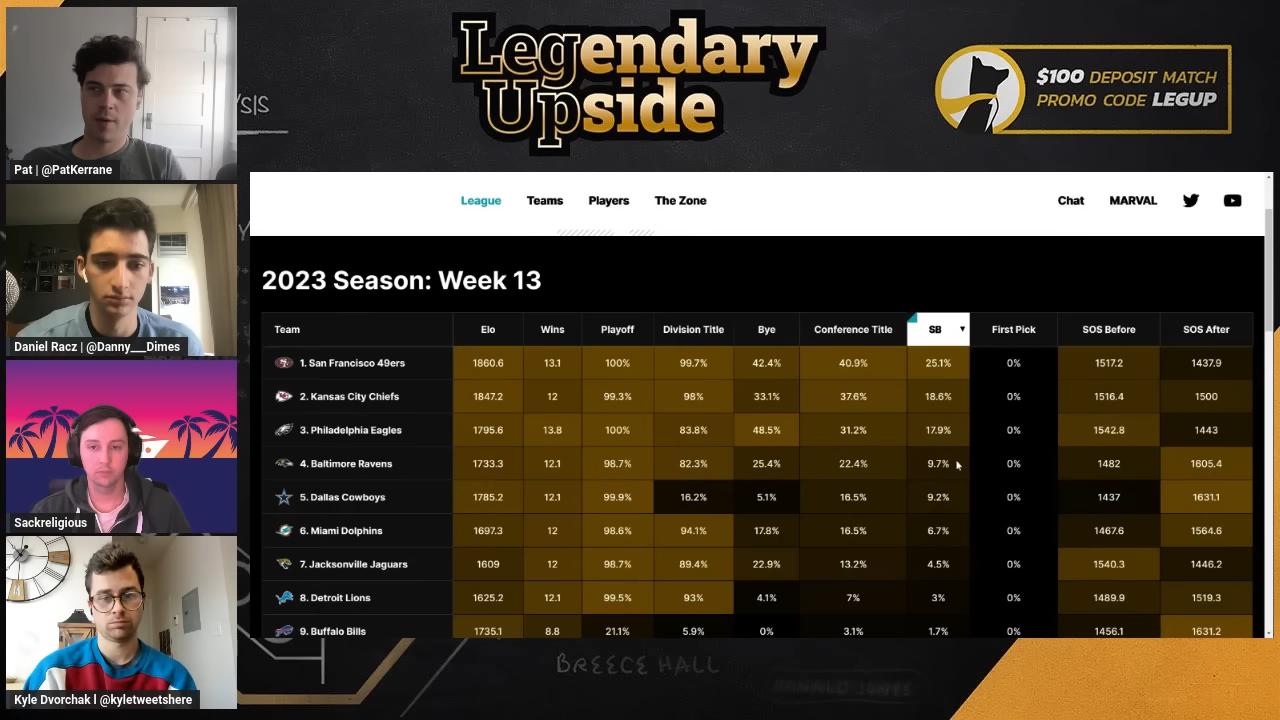 Legendary
Upside
$100 DEPOSIT MATCH
PROMO CODE LEGUP
YSIS
Pat | @PatKerrane
Daniel Racz | @Danny___Dimes
Sackreligious
Kyle Dvorchak l @kyletweetshere
League Teams Players The Zone Chat MARVAL
2023 Season: Week 13
Team Elo Wins Playoff Division Title Bye Conference Title SB First Pick SOS Before SOS After
1. San Francisco 49ers 1860.6 13.1 100% 99.7% 42.4% 40.9% 25.1% 0% 1517.2 1437.9
2. Kansas City Chiefs 1847.2 12 99.3% 98% 33.1% 37.6% 18.6% 0% 1516.4 1500
3. Philadelphia Eagles 1795.6 13.8 100% 83.8% 48.5% 31.2% 17.9% 0% 1542.8 1443
4. Baltimore Ravens 1733.3 12.1 98.7% 82.3% 25.4% 22.4% 9.7% 0% 1482 1605.4
5. Dallas Cowboys 1785.2 12.1 99.9% 16.2% 5.1% 16.5% 9.2% 0% 1437 1631.1
6. Miami Dolphins 1697.3 12 98.6% 94.1% 17.8% 16.5% 6.7% 0% 1467.6 1564.6
7. Jacksonville Jaguars 1609 12 98.7% 89.4% 22.9% 13.2% 4.5% 0% 1540.3 1446.2
8. Detroit Lions 1625.2 12.1 99.5% 93% 4.1% 7% 3% 0% 1489.9 1519.3
9. Buffalo Bills 1735.1 8.8 21.1% 5.9% 0% 3.1% 1.7% 0% 1456.1 1631.2
BREECE HALL
RONALD JONES